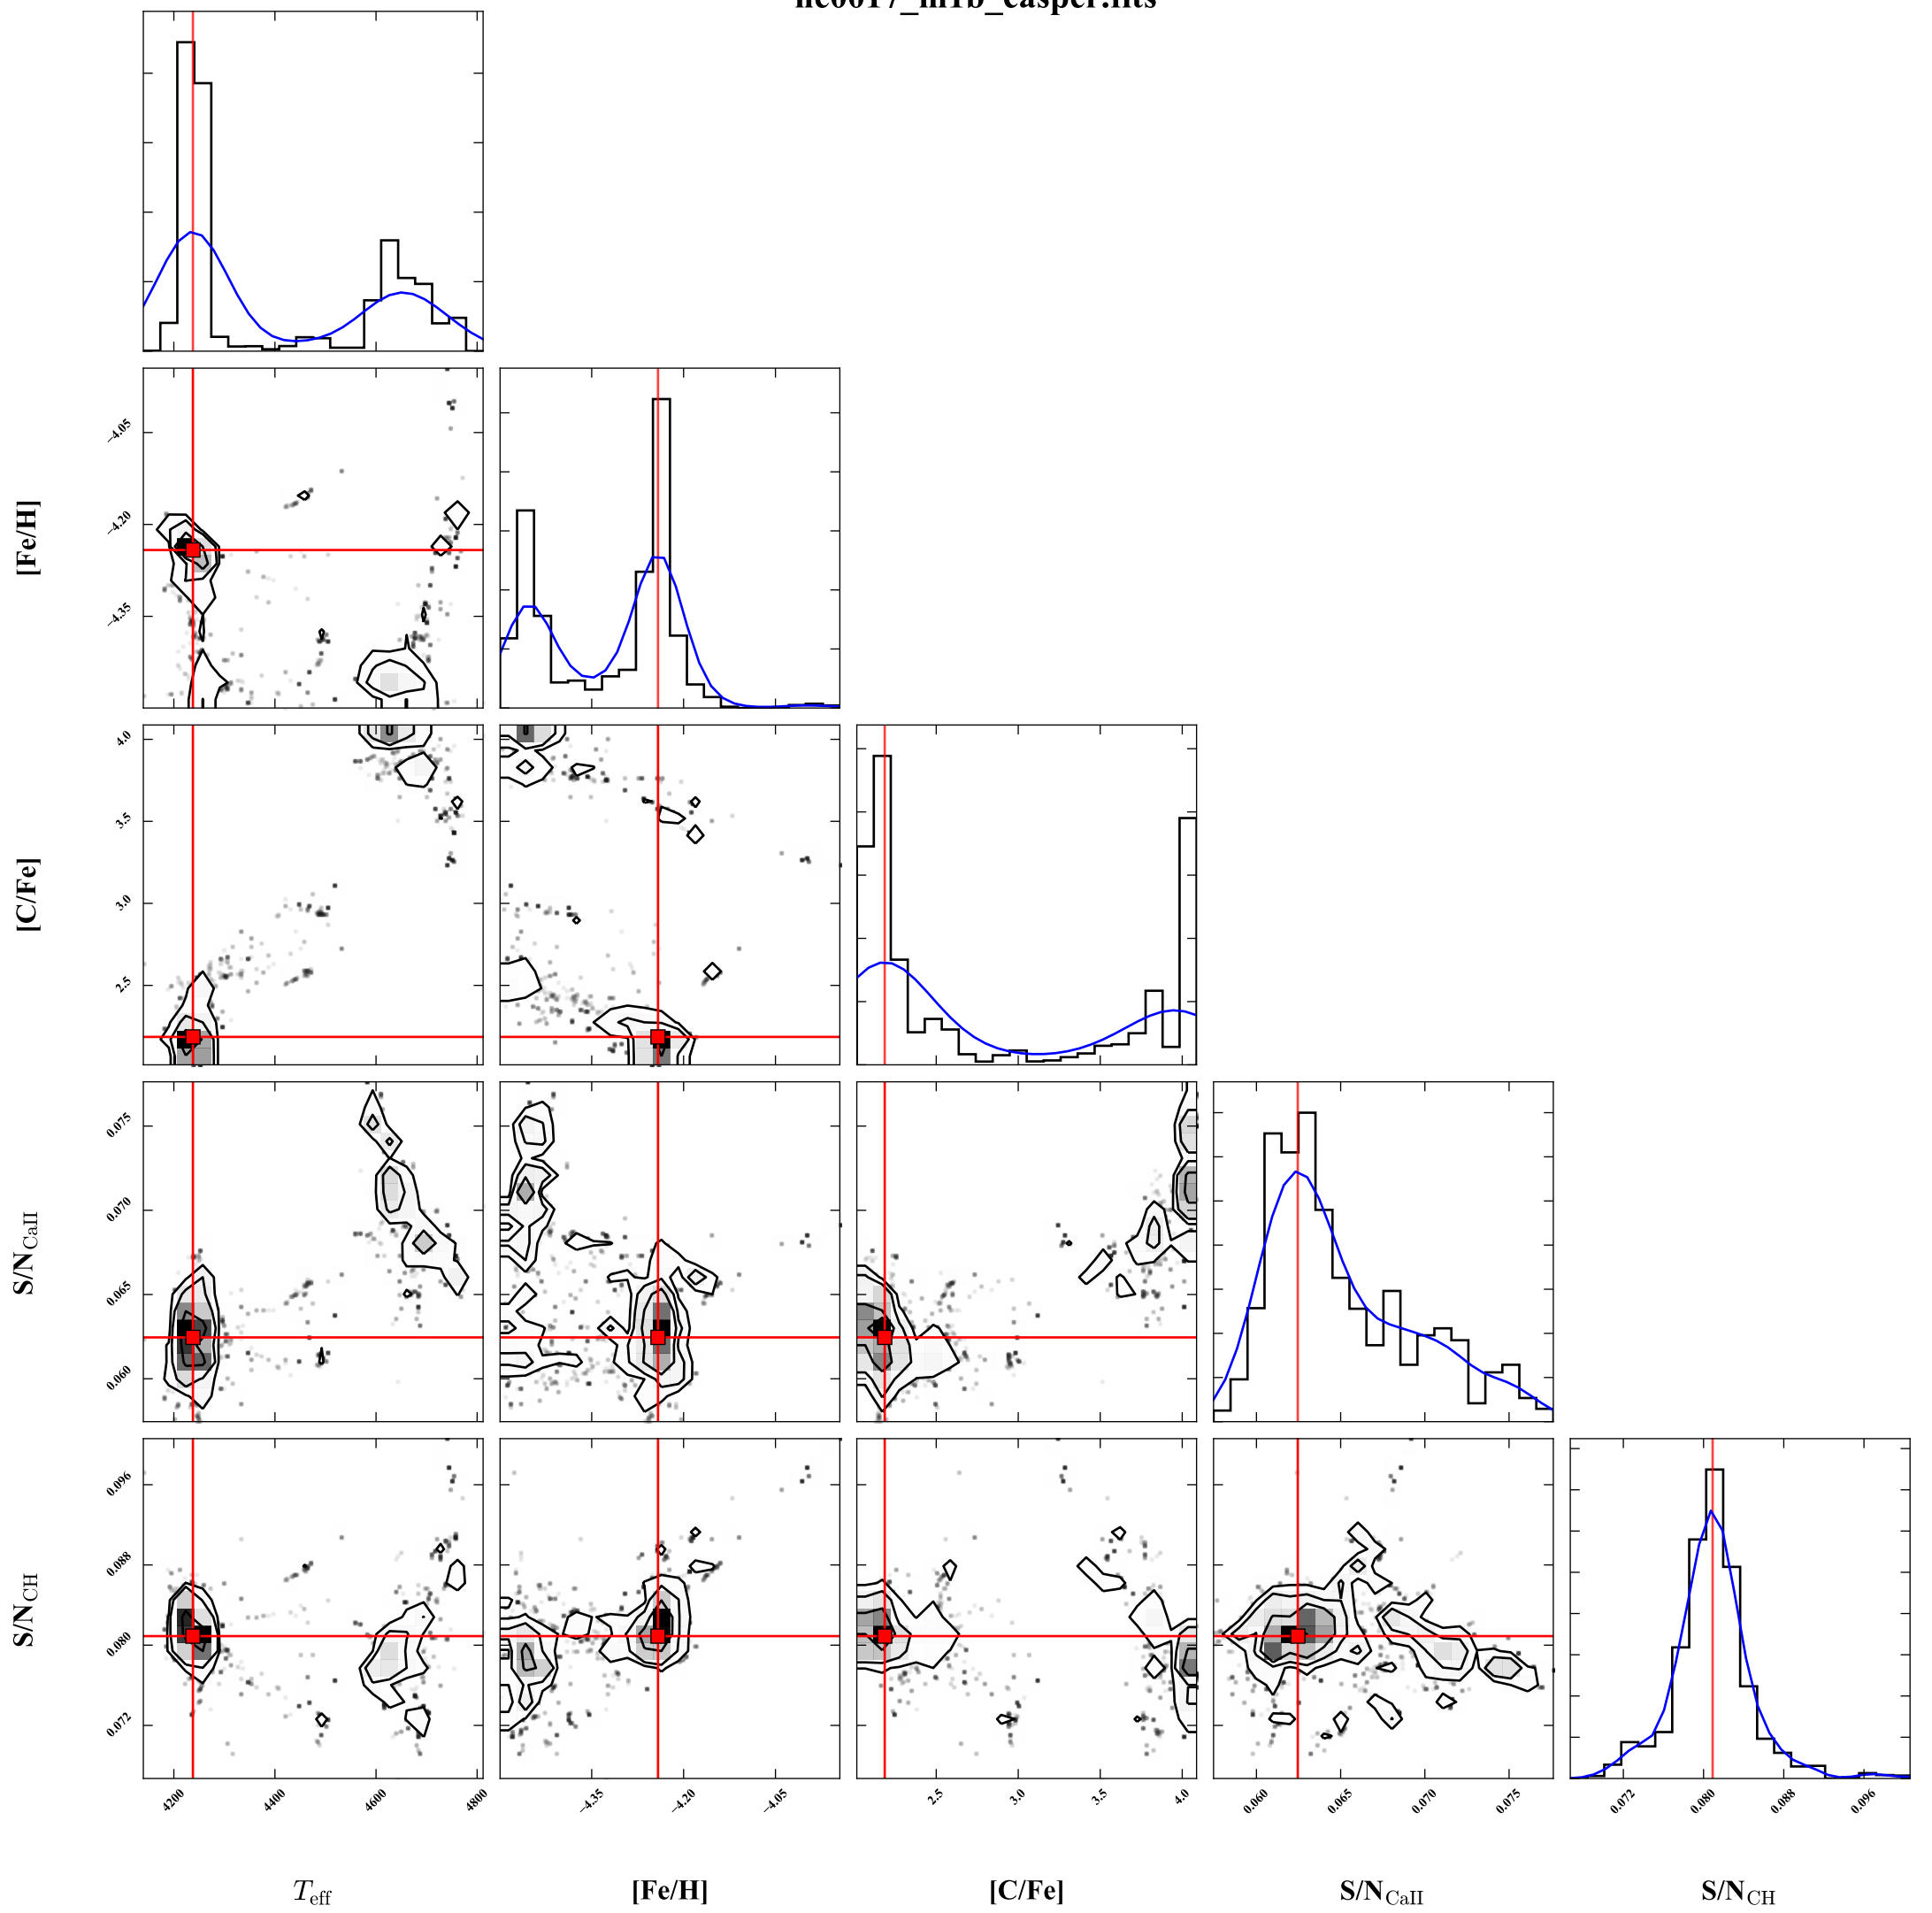 [Fe/H]
−4.05
−4.20
−4.35
[C/Fe]
4.0
3.5
3.0
2.5
S/N_CaII
0.075
0.070
0.065
0.060
S/N_CH
0.096
0.088
0.080
0.072
4200 4400 4600 4800
−4.35 −4.20 −4.05
2.5 3.0 3.5 4.0
0.060 0.065 0.070 0.075
0.072 0.080 0.088 0.096
T_eff [Fe/H] [C/Fe] S/N_CaII S/N_CH